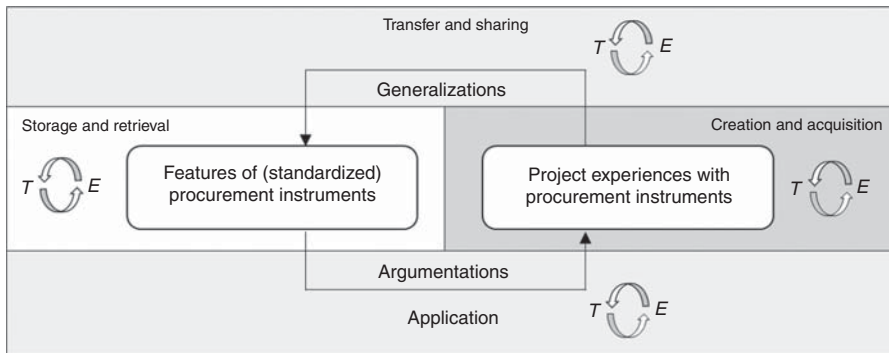 Transfer and sharing
T E
Generalizations
Storage and retrieval
Creation and acquisition
T E
Features of (standardized)
procurement instruments
Project experiences with
procurement instruments
T E
Argumentations
T E
Application